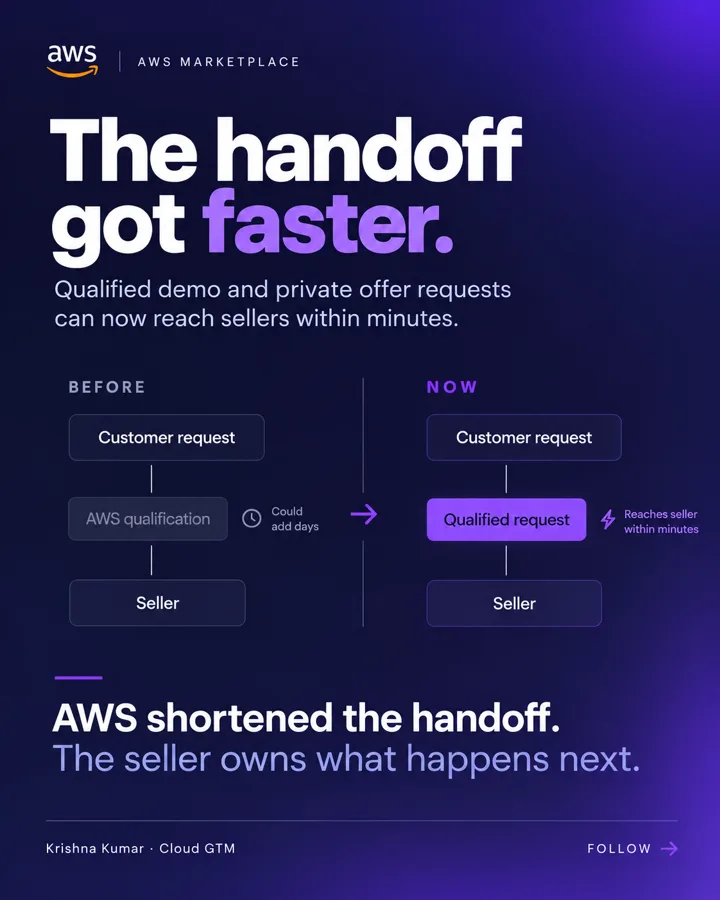 aws
AWS MARKETPLACE
The handoff
got faster.
Qualified demo and private offer requests
can now reach sellers within minutes.
BEFORE
Customer request
AWS qualification
Could
add days
Seller
NOW
Customer request
Qualified request
Reaches seller
within minutes
Seller
AWS shortened the handoff.
The seller owns what happens next.
Krishna Kumar · Cloud GTM
FOLLOW